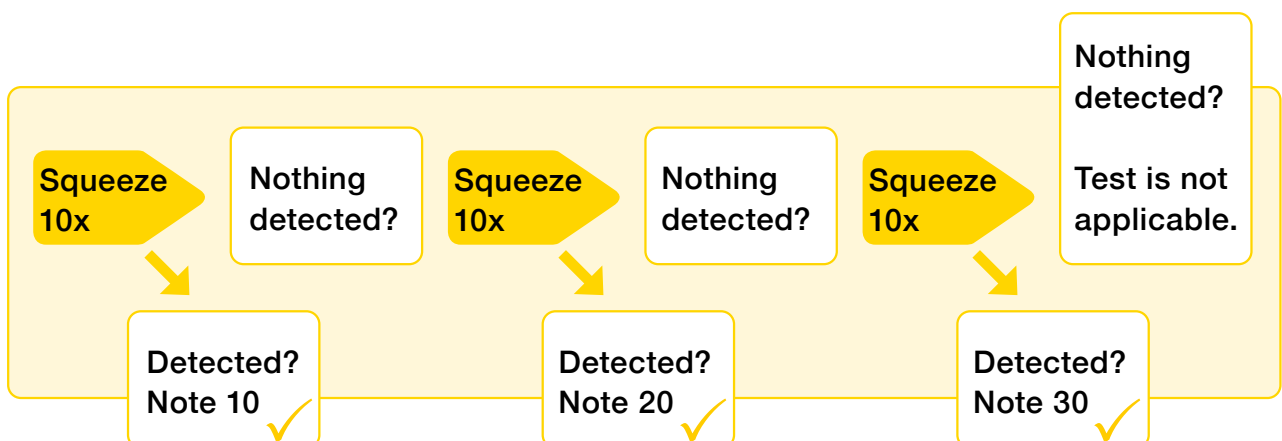 Squeeze
10x
Nothing
detected?
Detected?
Note 10
Squeeze
10x
Nothing
detected?
Detected?
Note 20
Squeeze
10x
Nothing
detected?
Test is not
applicable.
Detected?
Note 30